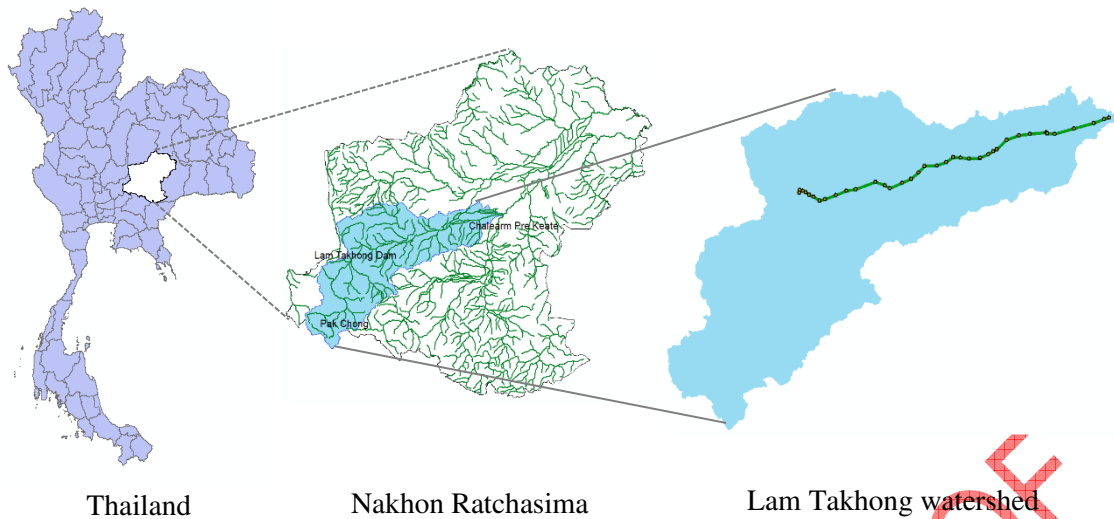 Chalearm Pre Keate
Lam Takhong Dam
Pak Chong
Thailand
Nakhon Ratchasima
Lam Takhong watershed